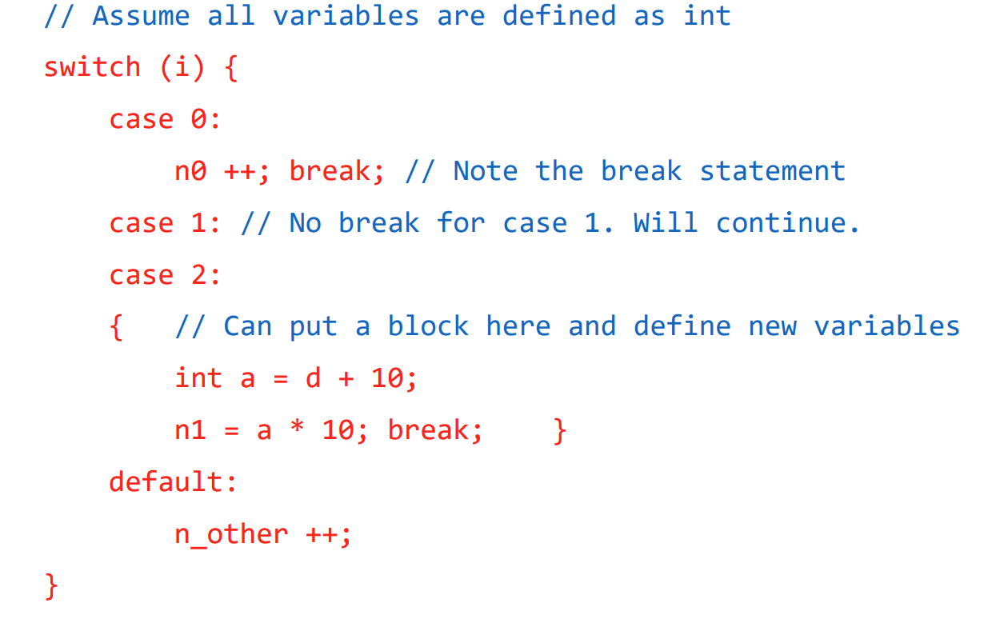 // Assume all variables are defined as int
switch (i) {
case 0:
n0 ++; break; // Note the break statement
case 1: // No break for case 1. Will continue.
case 2:
{ // Can put a block here and define new variables
int a = d + 10;
n1 = a * 10; break; }
default:
n_other ++;
}